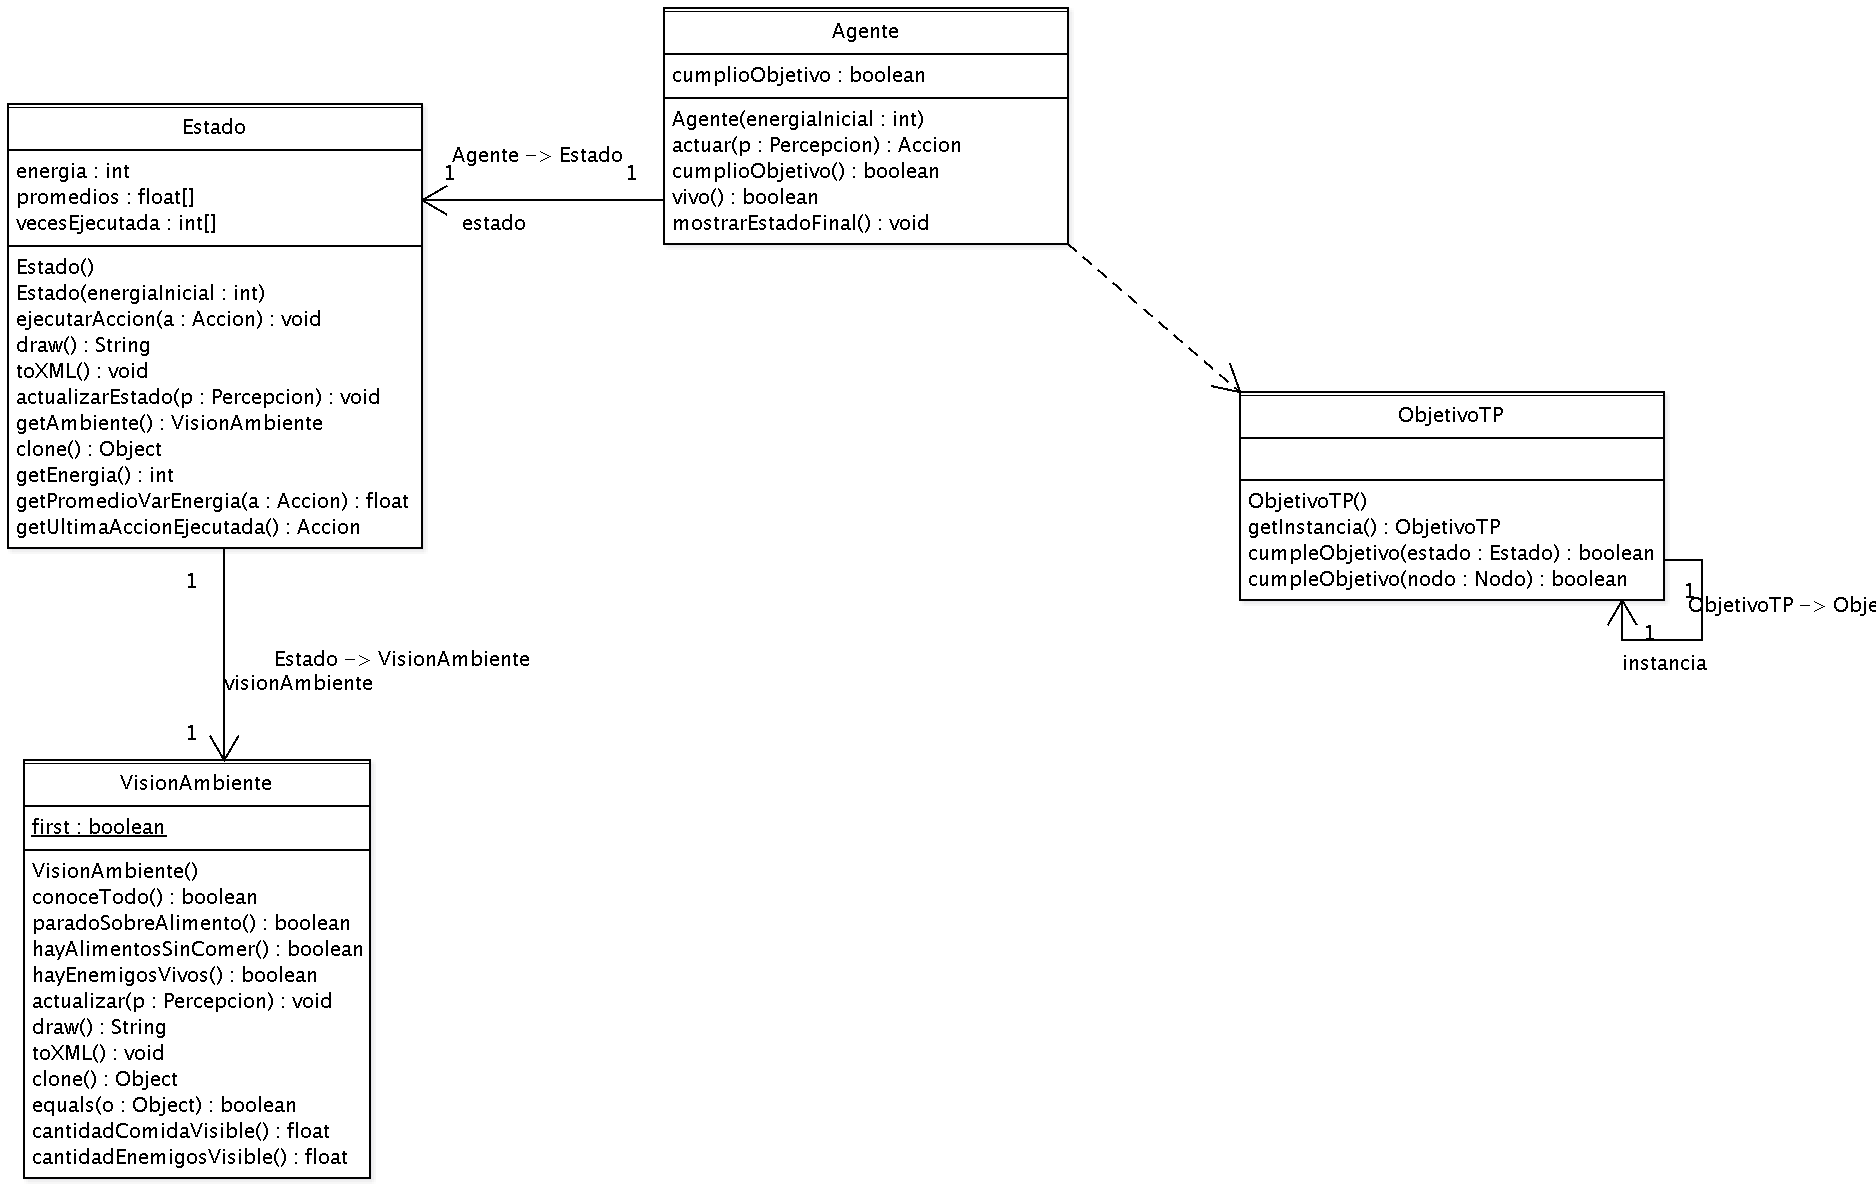 Agente
cumplioObjetivo : boolean
Agente(energiaInicial : int)
actuar(p : Percepcion) : Accion
cumplioObjetivo() : boolean
vivo() : boolean
mostrarEstadoFinal() : void
Agente -> Estado
1
1
estado
Estado
energia : int
promedios : float[]
vecesEjecutada : int[]
Estado()
Estado(energiaInicial : int)
ejecutarAccion(a : Accion) : void
draw() : String
toXML() : void
actualizarEstado(p : Percepcion) : void
getAmbiente() : VisionAmbiente
clone() : Object
getEnergia() : int
getPromedioVarEnergia(a : Accion) : float
getUltimaAccionEjecutada() : Accion
ObjetivoTP
ObjetivoTP()
getInstancia() : ObjetivoTP
cumpleObjetivo(estado : Estado) : boolean
cumpleObjetivo(nodo : Nodo) : boolean
1
ObjetivoTP -> Obje
1
instancia
1
Estado -> VisionAmbiente
visionAmbiente
1
VisionAmbiente
first : boolean
VisionAmbiente()
conoceTodo() : boolean
paradoSobreAlimento() : boolean
hayAlimentosSinComer() : boolean
hayEnemigosVivos() : boolean
actualizar(p : Percepcion) : void
draw() : String
toXML() : void
clone() : Object
equals(o : Object) : boolean
cantidadComidaVisible() : float
cantidadEnemigosVisible() : float